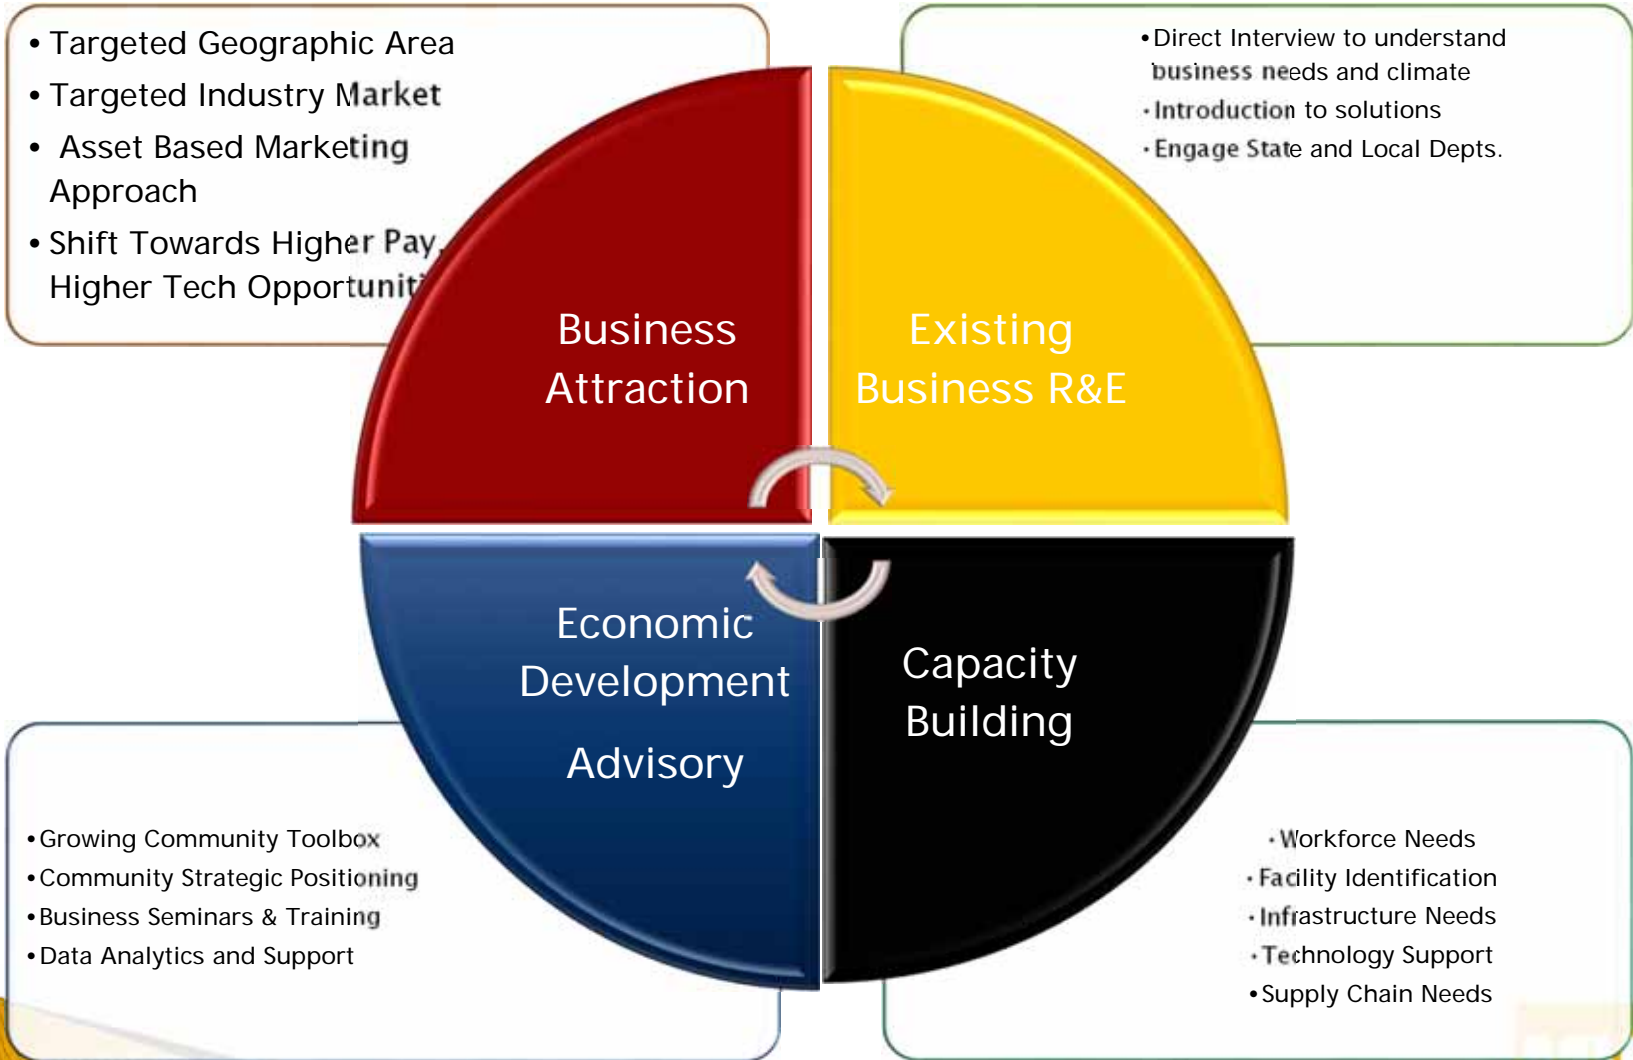 • Targeted Geographic Area
• Targeted Industry Market
• Asset Based Marketing
Approach
• Shift Towards Higher Pay,
Higher Tech
• Direct Interview to understand
business needs and climate
• Introduction to solutions
• Engage State and Local Depts.
Business
Attraction
Existing
Business R&E
Economic
Development
Advisory
Capacity
Building
• Growing Community Toolbox
• Community Strategic Positioning
• Business Seminars & Training
• Data Analytics and Support
• Workforce Needs
• Facility Identification
• Infrastructure Needs
• Technology Support
• Supply Chain Needs